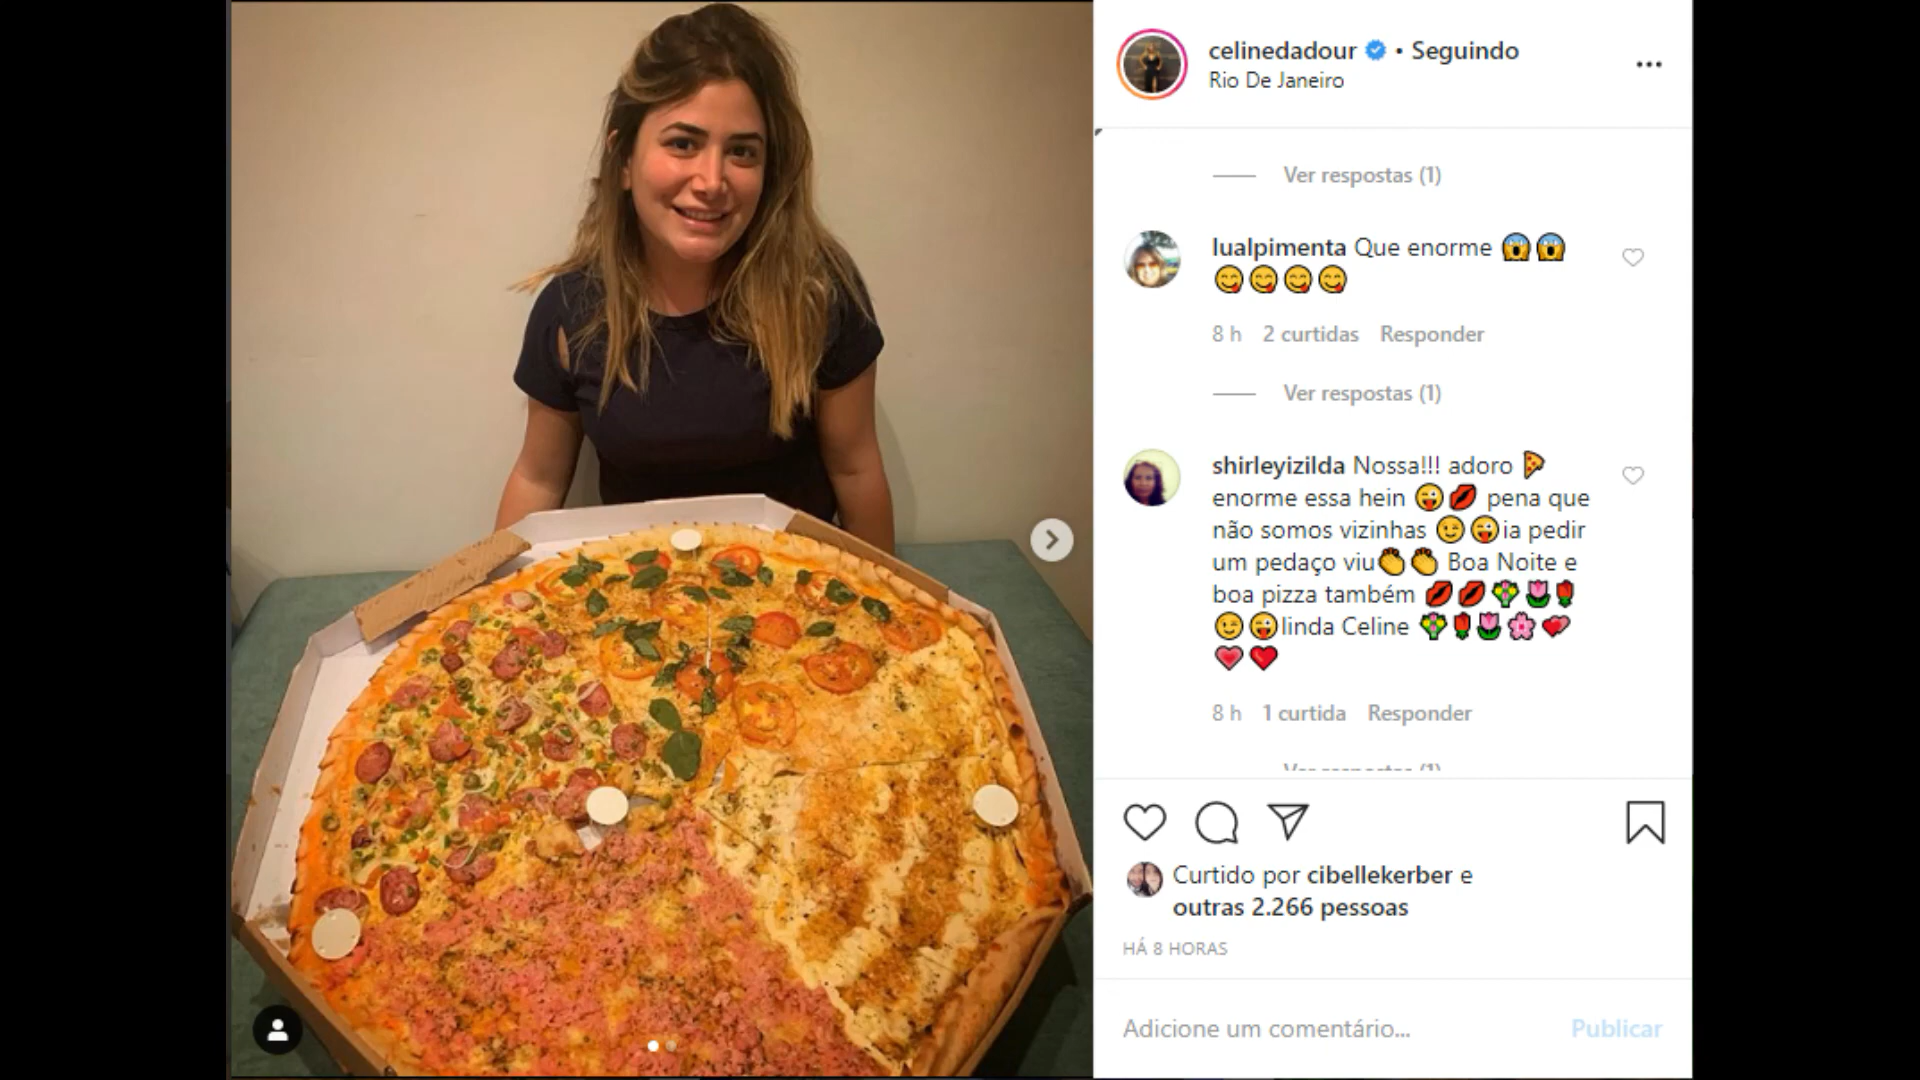 celinedadour • Seguindo
Rio De Janeiro
Ver respostas (1)
lualpimenta Que enorme 😱😱
😋😋😋😋
8 h 2 curtidas Responder
Ver respostas (1)
shirleyizilda Nossa!!! adoro 🍕
enorme essa hein 😜💋 pena que
não somos vizinhas 😉😜ia pedir
um pedaço viu👏👏 Boa Noite e
boa pizza também 💋💋💐🌷🌹
😉😜linda Celine 💐🌹🌷🌸💕
💗❤️
8 h 1 curtida Responder
Ver respostas (1)
Curtido por cibellekerber e
outras 2.266 pessoas
HÁ 8 HORAS
Adicione um comentário... Publicar